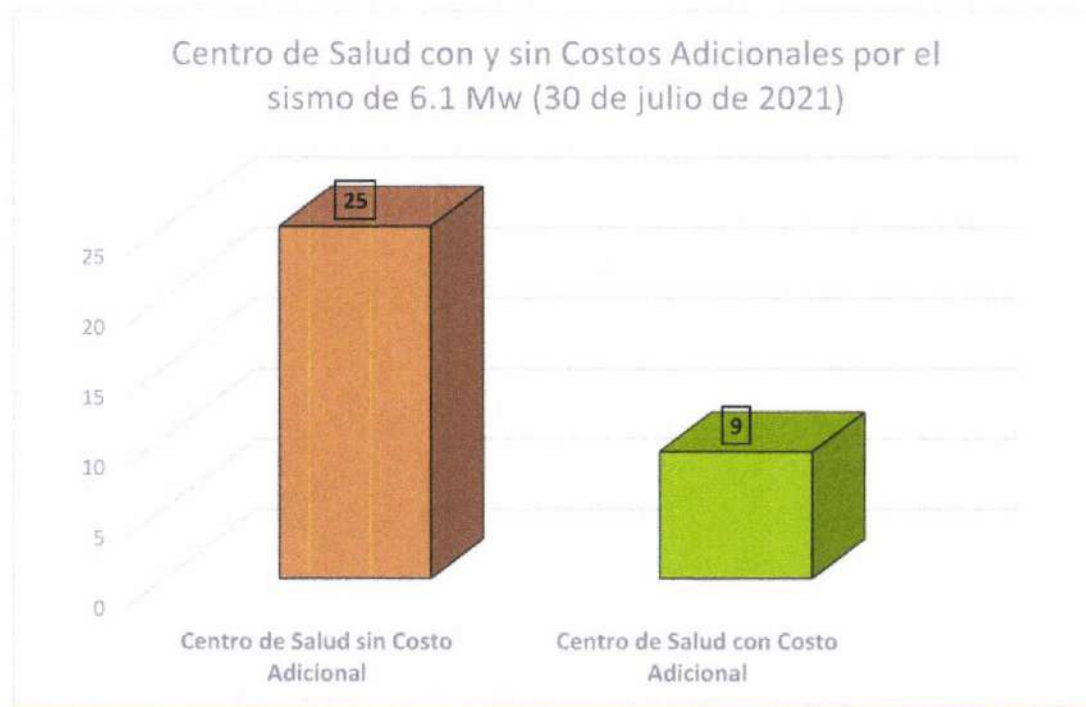 Centro de Salud con y sin Costos Adicionales por el
sismo de 6.1 Mw (30 de julio de 2021)
25
9
25
20
15
10
5
0
Centro de Salud sin Costo
Adicional
Centro de Salud con Costo
Adicional